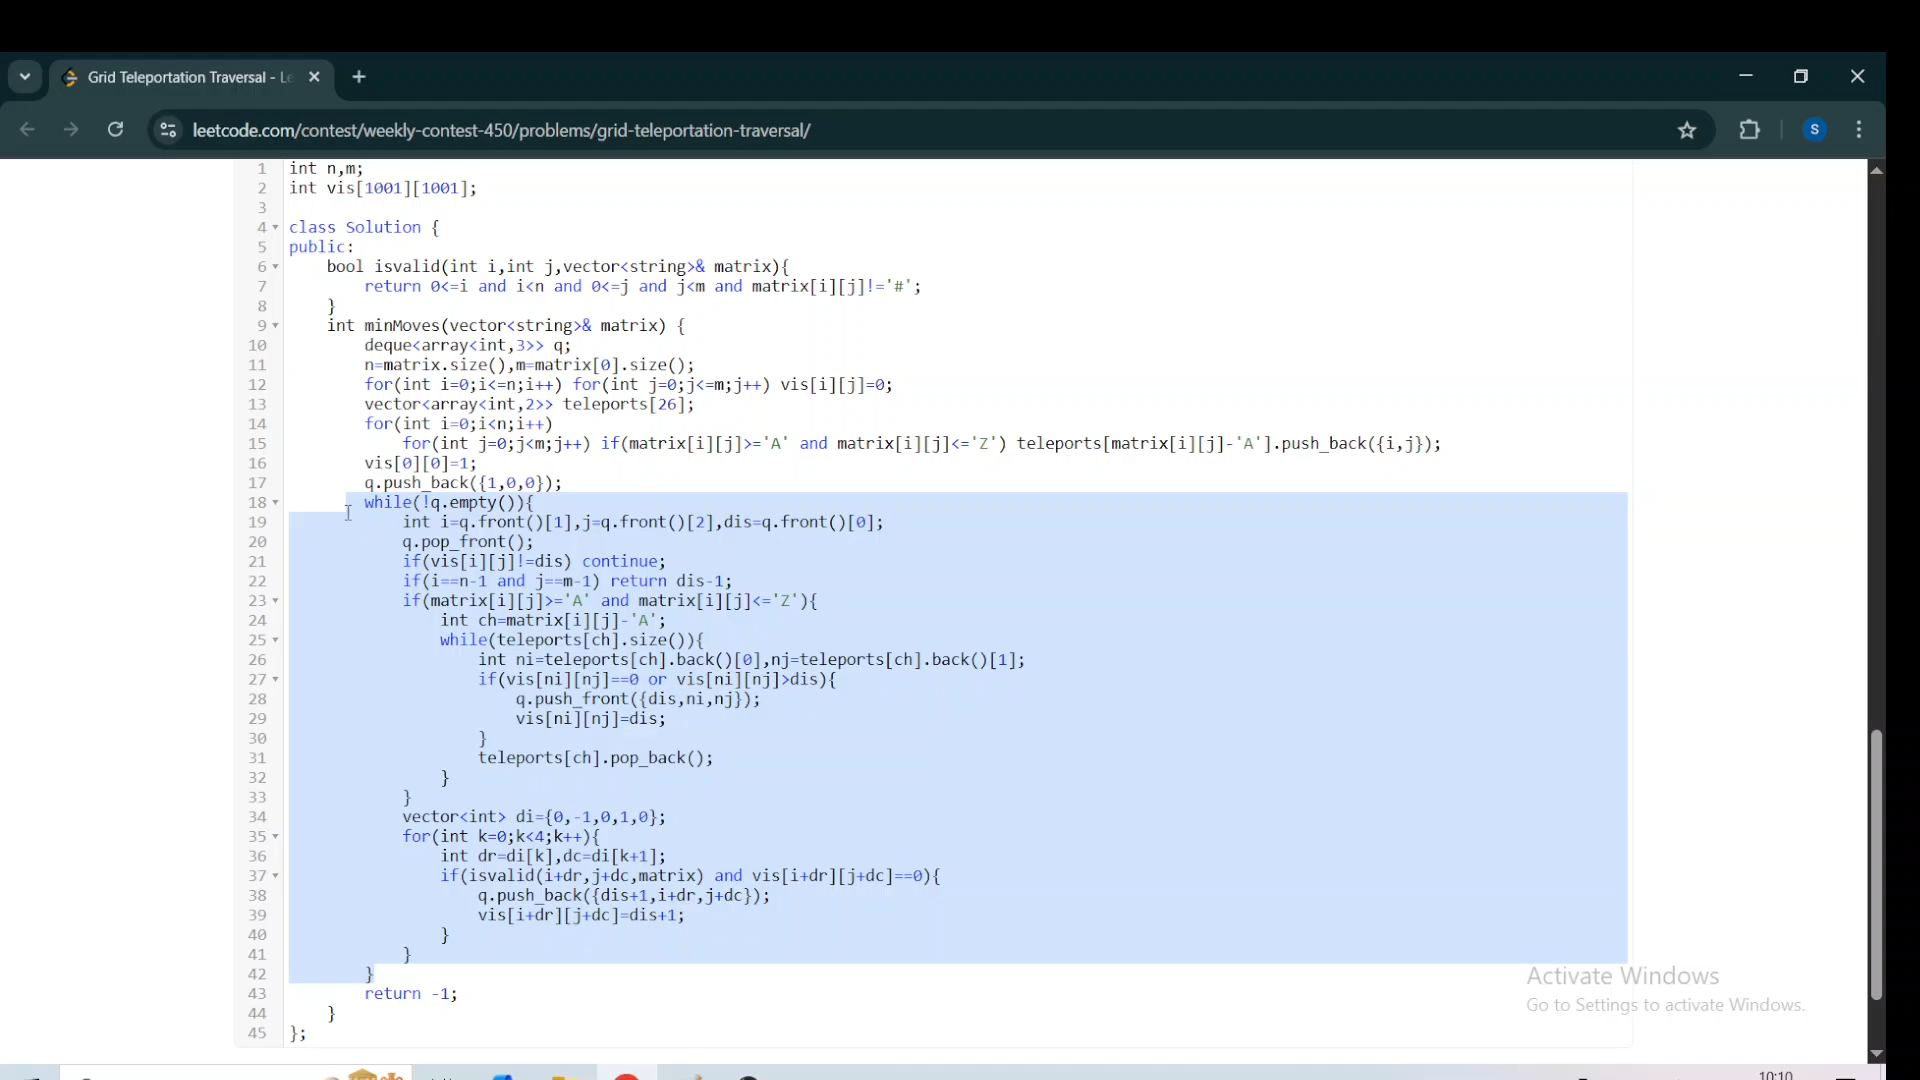 Grid Teleportation Traversal - Le
leetcode.com/contest/weekly-contest-450/problems/grid-teleportation-traversal/
S
1 int n,m;
2 int vis[1001][1001];
3
4 class Solution {
5 public:
6 bool isvalid(int i,int j,vector<string>& matrix){
7 return 0<=i and i<n and 0<=j and j<m and matrix[i][j]!='#';
8 }
9 int minMoves(vector<string>& matrix) {
10 deque<array<int,3>> q;
11 n=matrix.size(),m=matrix[0].size();
12 for(int i=0;i<=n;i++) for(int j=0;j<=m;j++) vis[i][j]=0;
13 vector<array<int,2>> teleports[26];
14 for(int i=0;i<n;i++)
15 for(int j=0;j<m;j++) if(matrix[i][j]>='A' and matrix[i][j]<='Z') teleports[matrix[i][j]-'A'].push_back({i,j});
16 vis[0][0]=1;
17 q.push_back({1,0,0});
18 while(!q.empty()){
19 int i=q.front()[1],j=q.front()[2],dis=q.front()[0];
20 q.pop_front();
21 if(vis[i][j]!=dis) continue;
22 if(i==n-1 and j==m-1) return dis-1;
23 if(matrix[i][j]>='A' and matrix[i][j]<='Z'){
24 int ch=matrix[i][j]-'A';
25 while(teleports[ch].size()){
26 int ni=teleports[ch].back()[0],nj=teleports[ch].back()[1];
27 if(vis[ni][nj]==0 or vis[ni][nj]>dis){
28 q.push_front({dis,ni,nj});
29 vis[ni][nj]=dis;
30 }
31 teleports[ch].pop_back();
32 }
33 }
34 vector<int> di={0,-1,0,1,0};
35 for(int k=0;k<4;k++){
36 int dr=di[k],dc=di[k+1];
37 if(isvalid(i+dr,j+dc,matrix) and vis[i+dr][j+dc]==0){
38 q.push_back({dis+1,i+dr,j+dc});
39 vis[i+dr][j+dc]=dis+1;
40 }
41 }
42 }
43 return -1;
44 }
45 };
Activate Windows
Go to Settings to activate Windows.
10:10